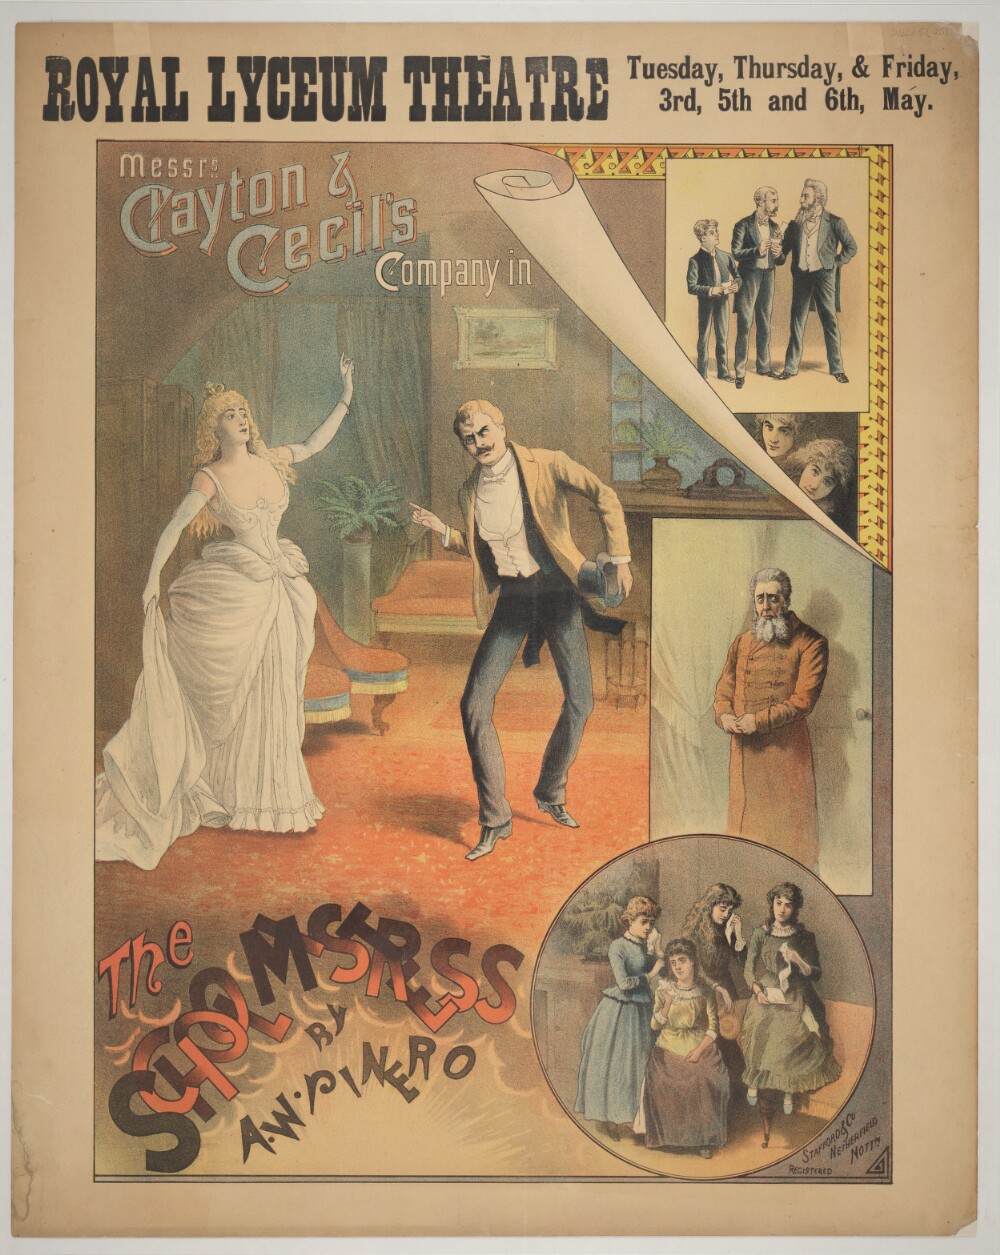 ROYAL LYCEUM THEATRE
Tuesday, Thursday, & Friday,
3rd, 5th and 6th, May.
Messrs
Clayton &
Cecil's
Company in
The
SCHOOLMISTRESS
BY
A.W. PINERO
STAFFORD & Co
NETHERFIELD
NOTTM
REGISTERED